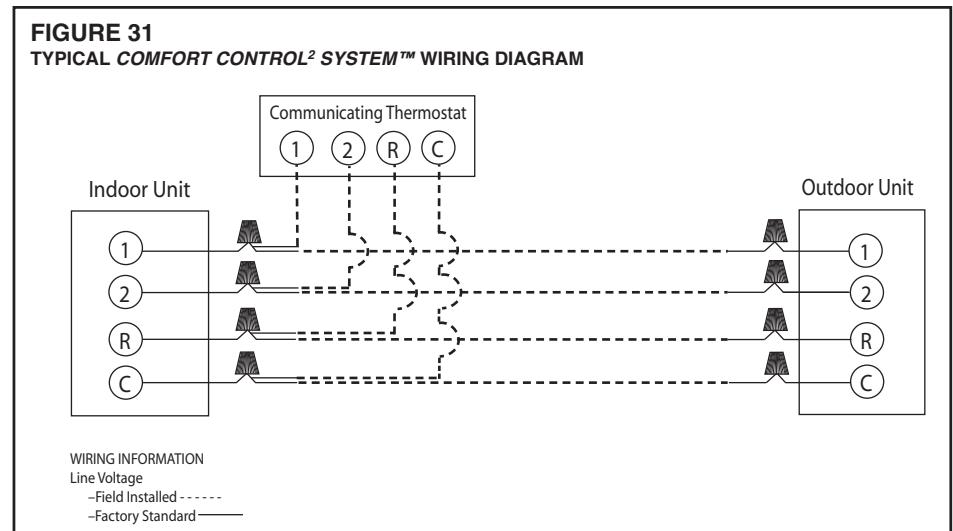 FIGURE 31
TYPICAL COMFORT CONTROL² SYSTEM™ WIRING DIAGRAM
Communicating Thermostat
1 2 R C
Indoor Unit
Outdoor Unit
1
1
2
2
R
R
C
C
WIRING INFORMATION
Line Voltage
–Field Installed - - - - - -
–Factory Standard ———